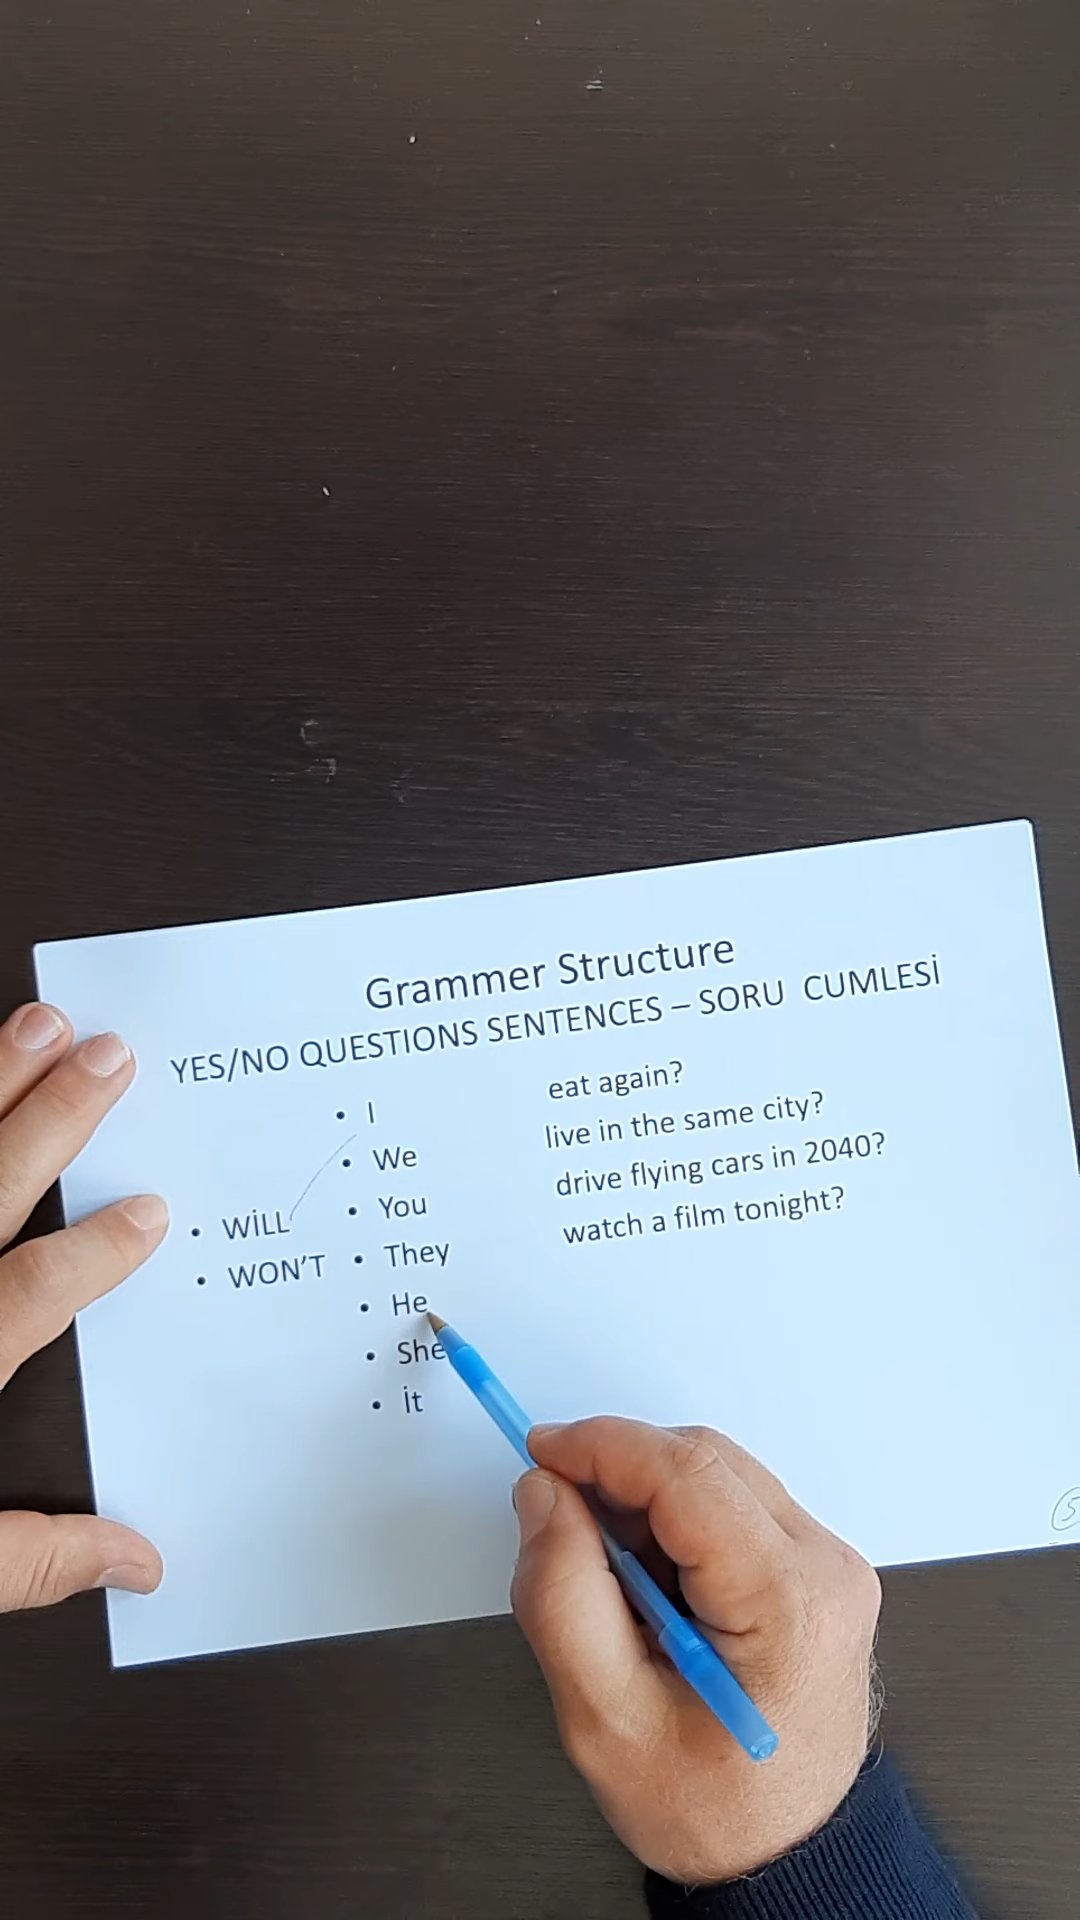 Grammer Structure
YES/NO QUESTIONS SENTENCES – SORU CUMLESİ
• WİLL
• WON'T
• I
• We
• You
• They
• He
• She
• İt
eat again?
live in the same city?
drive flying cars in 2040?
watch a film tonight?
5